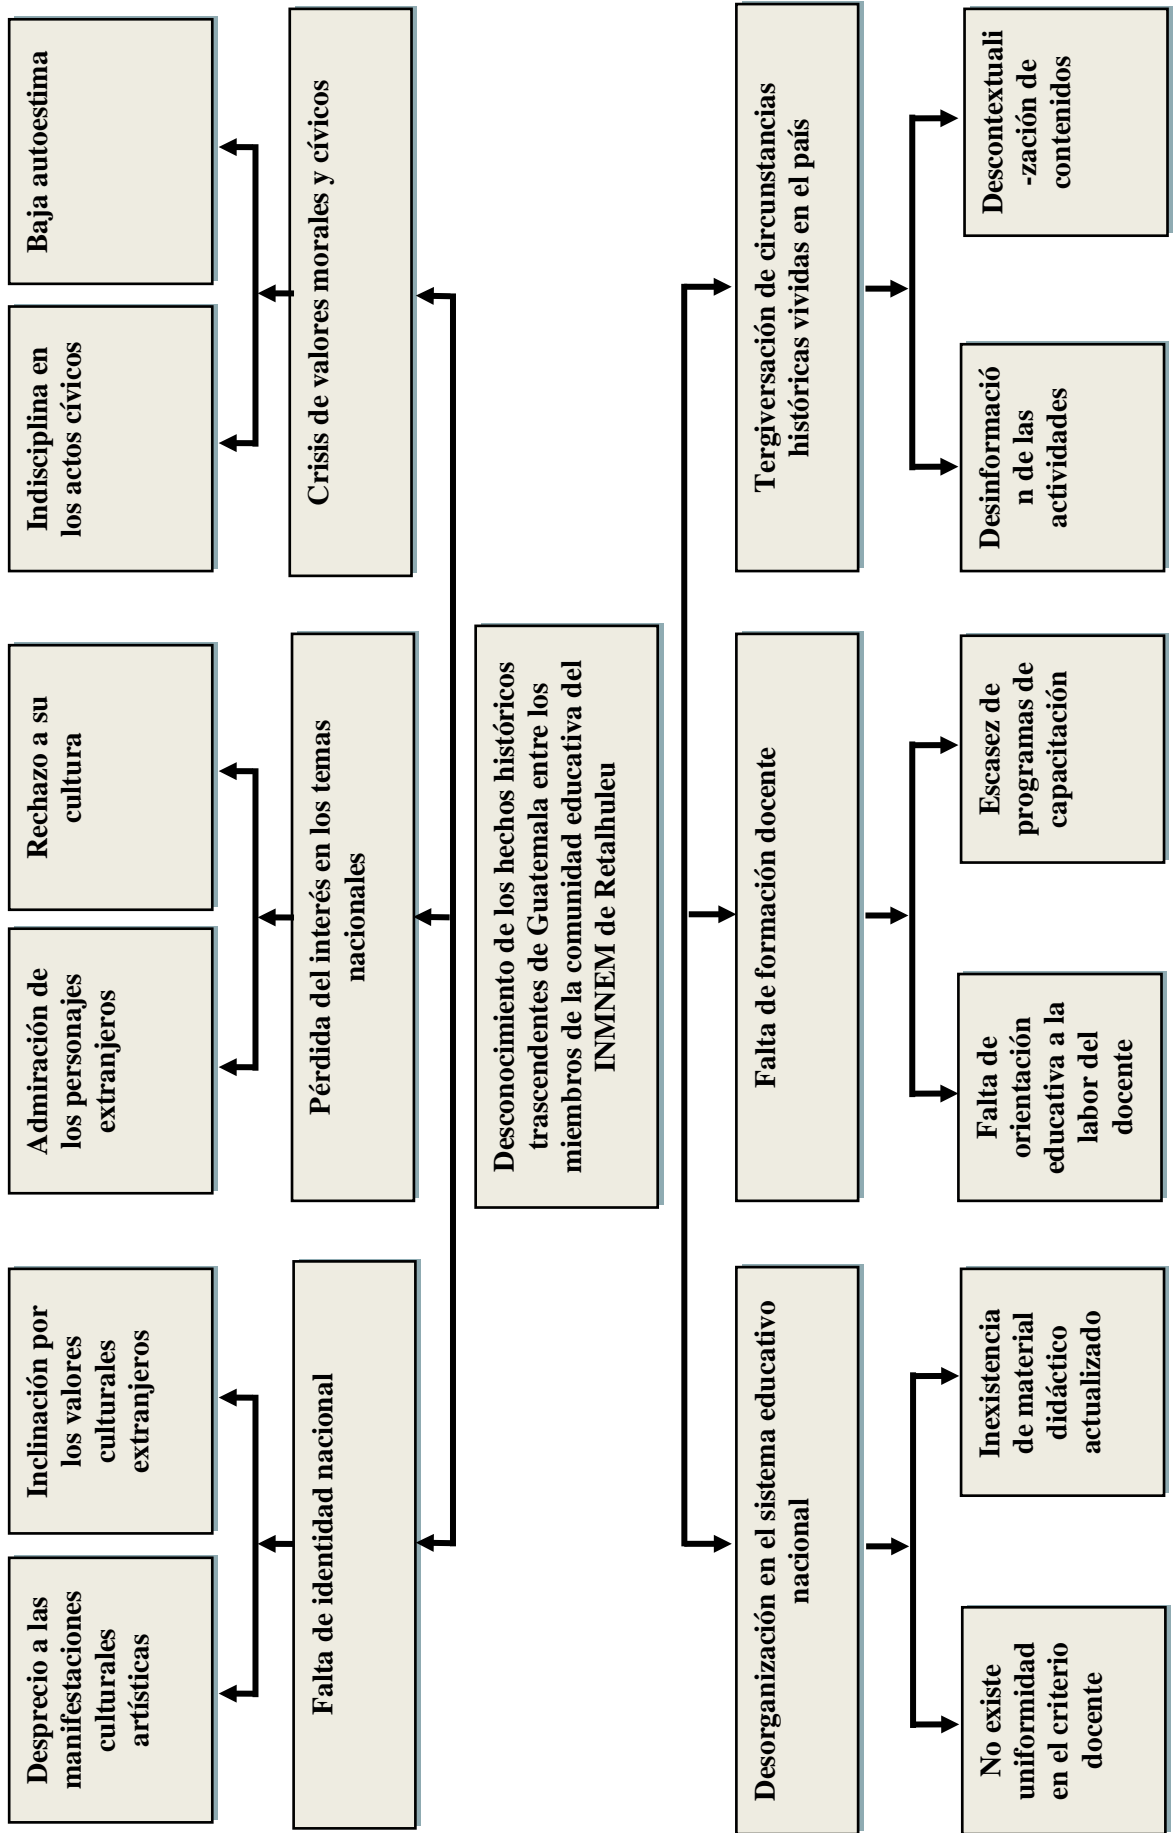 Desprecio a las
manifestaciones
culturales
artísticas
Inclinación por
los valores
culturales
extranjeros
Admiración de
los personajes
extranjeros
Rechazo a su
cultura
Indisciplina en
los actos cívicos
Baja autoestima
Falta de identidad nacional
Pérdida del interés en los temas
nacionales
Crisis de valores morales y cívicos
Desconocimiento de los hechos históricos
trascendentes de Guatemala entre los
miembros de la comunidad educativa del
INMNEM de Retalhuleu
Desorganización en el sistema educativo
nacional
Falta de formación docente
Tergiversación de circunstancias
históricas vividas en el país
No existe
uniformidad
en el criterio
docente
Inexistencia
de material
didáctico
actualizado
Falta de
orientación
educativa a la
labor del
docente
Escasez de
programas de
capacitación
Desinformació
n de las
actividades
Descontextuali
-zación de
contenidos